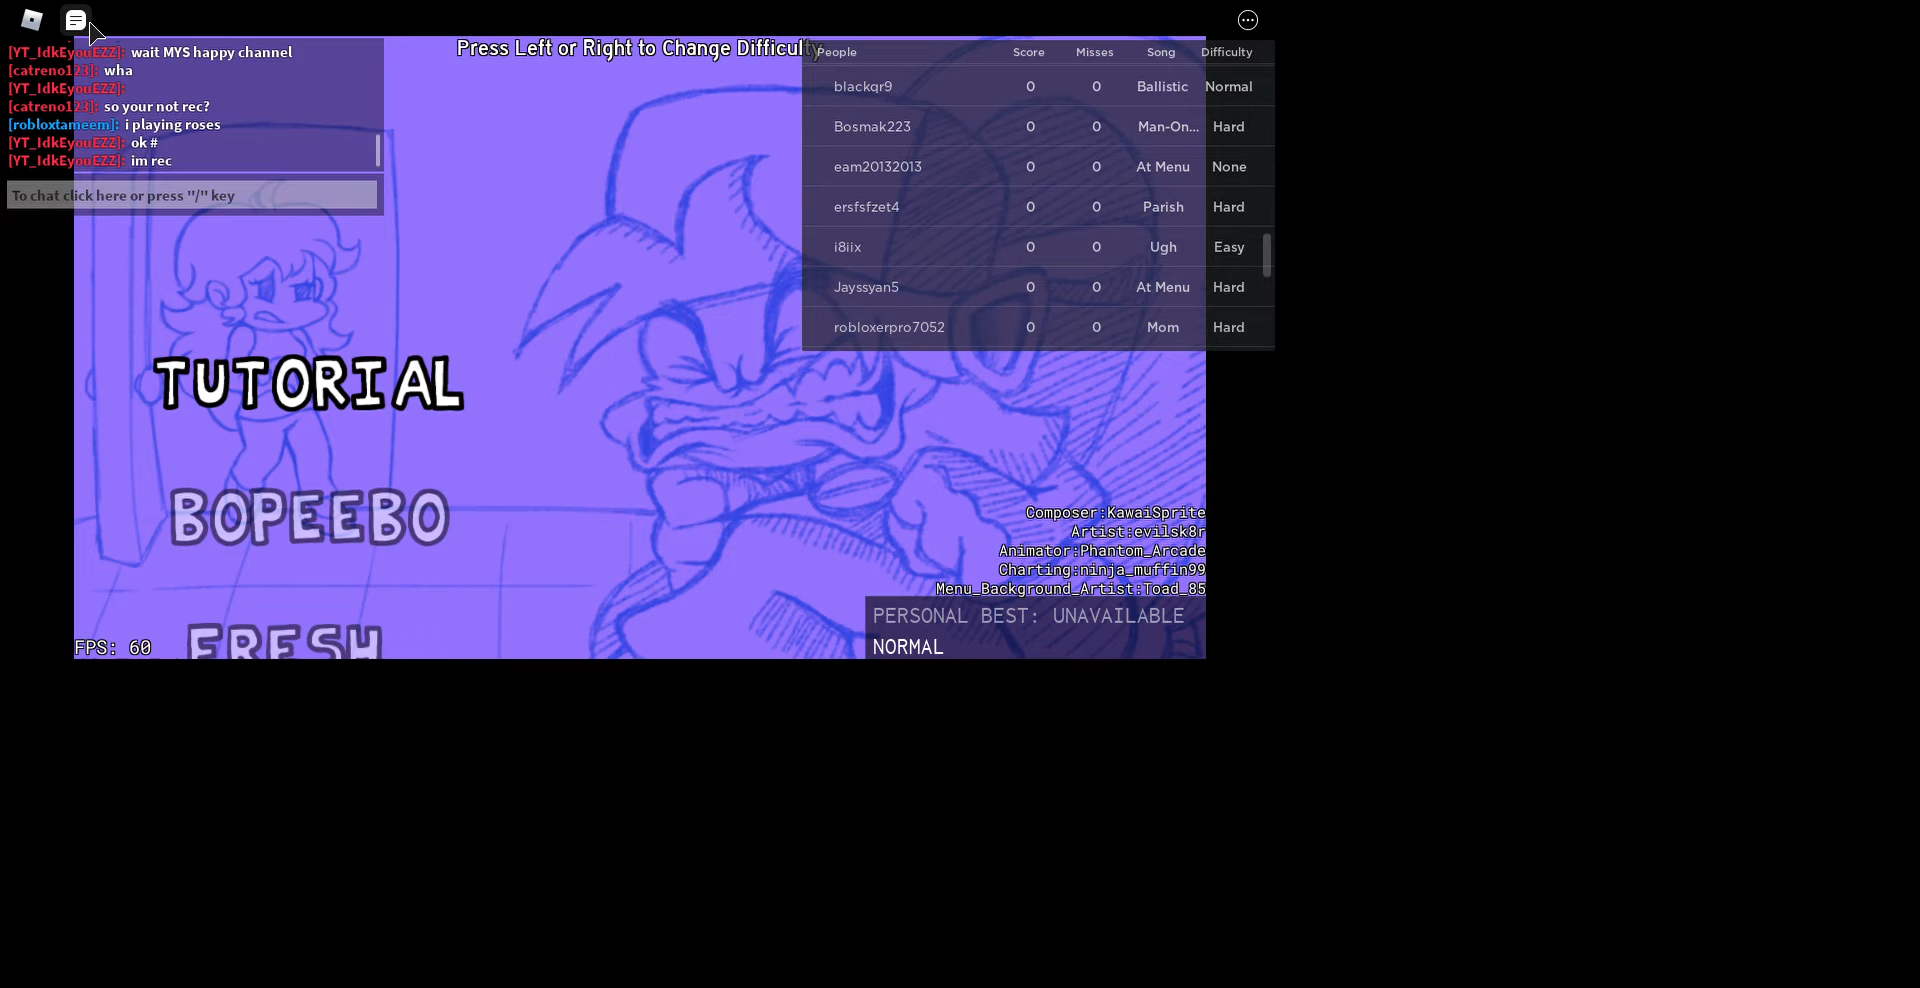 [YT_IdkEyouEZZ]: wait MYS happy channel
[catreno123]: wha
[YT_IdkEyouEZZ]:
[catreno123]: so your not rec?
[robloxtameem]: i playing roses
[YT_IdkEyouEZZ]: ok #
[YT_IdkEyouEZZ]: im rec
To chat click here or press "/" key
Press Left or Right to Change Difficulty
People Score Misses Song Difficulty
blackqr9 0 0 Ballistic Normal
Bosmak223 0 0 Man-On... Hard
eam20132013 0 0 At Menu None
ersfsfzet4 0 0 Parish Hard
i8iix 0 0 Ugh Easy
Jayssyan5 0 0 At Menu Hard
robloxerpro7052 0 0 Mom Hard
TUTORIAL
BOPEEBO
FRESH
Composer:KawaiSprite
Artist:evilsk8r
Animator:Phantom_Arcade
Charting:ninja_muffin99
Menu_Background_Artist:Toad_85
PERSONAL BEST: UNAVAILABLE
NORMAL
FPS: 60